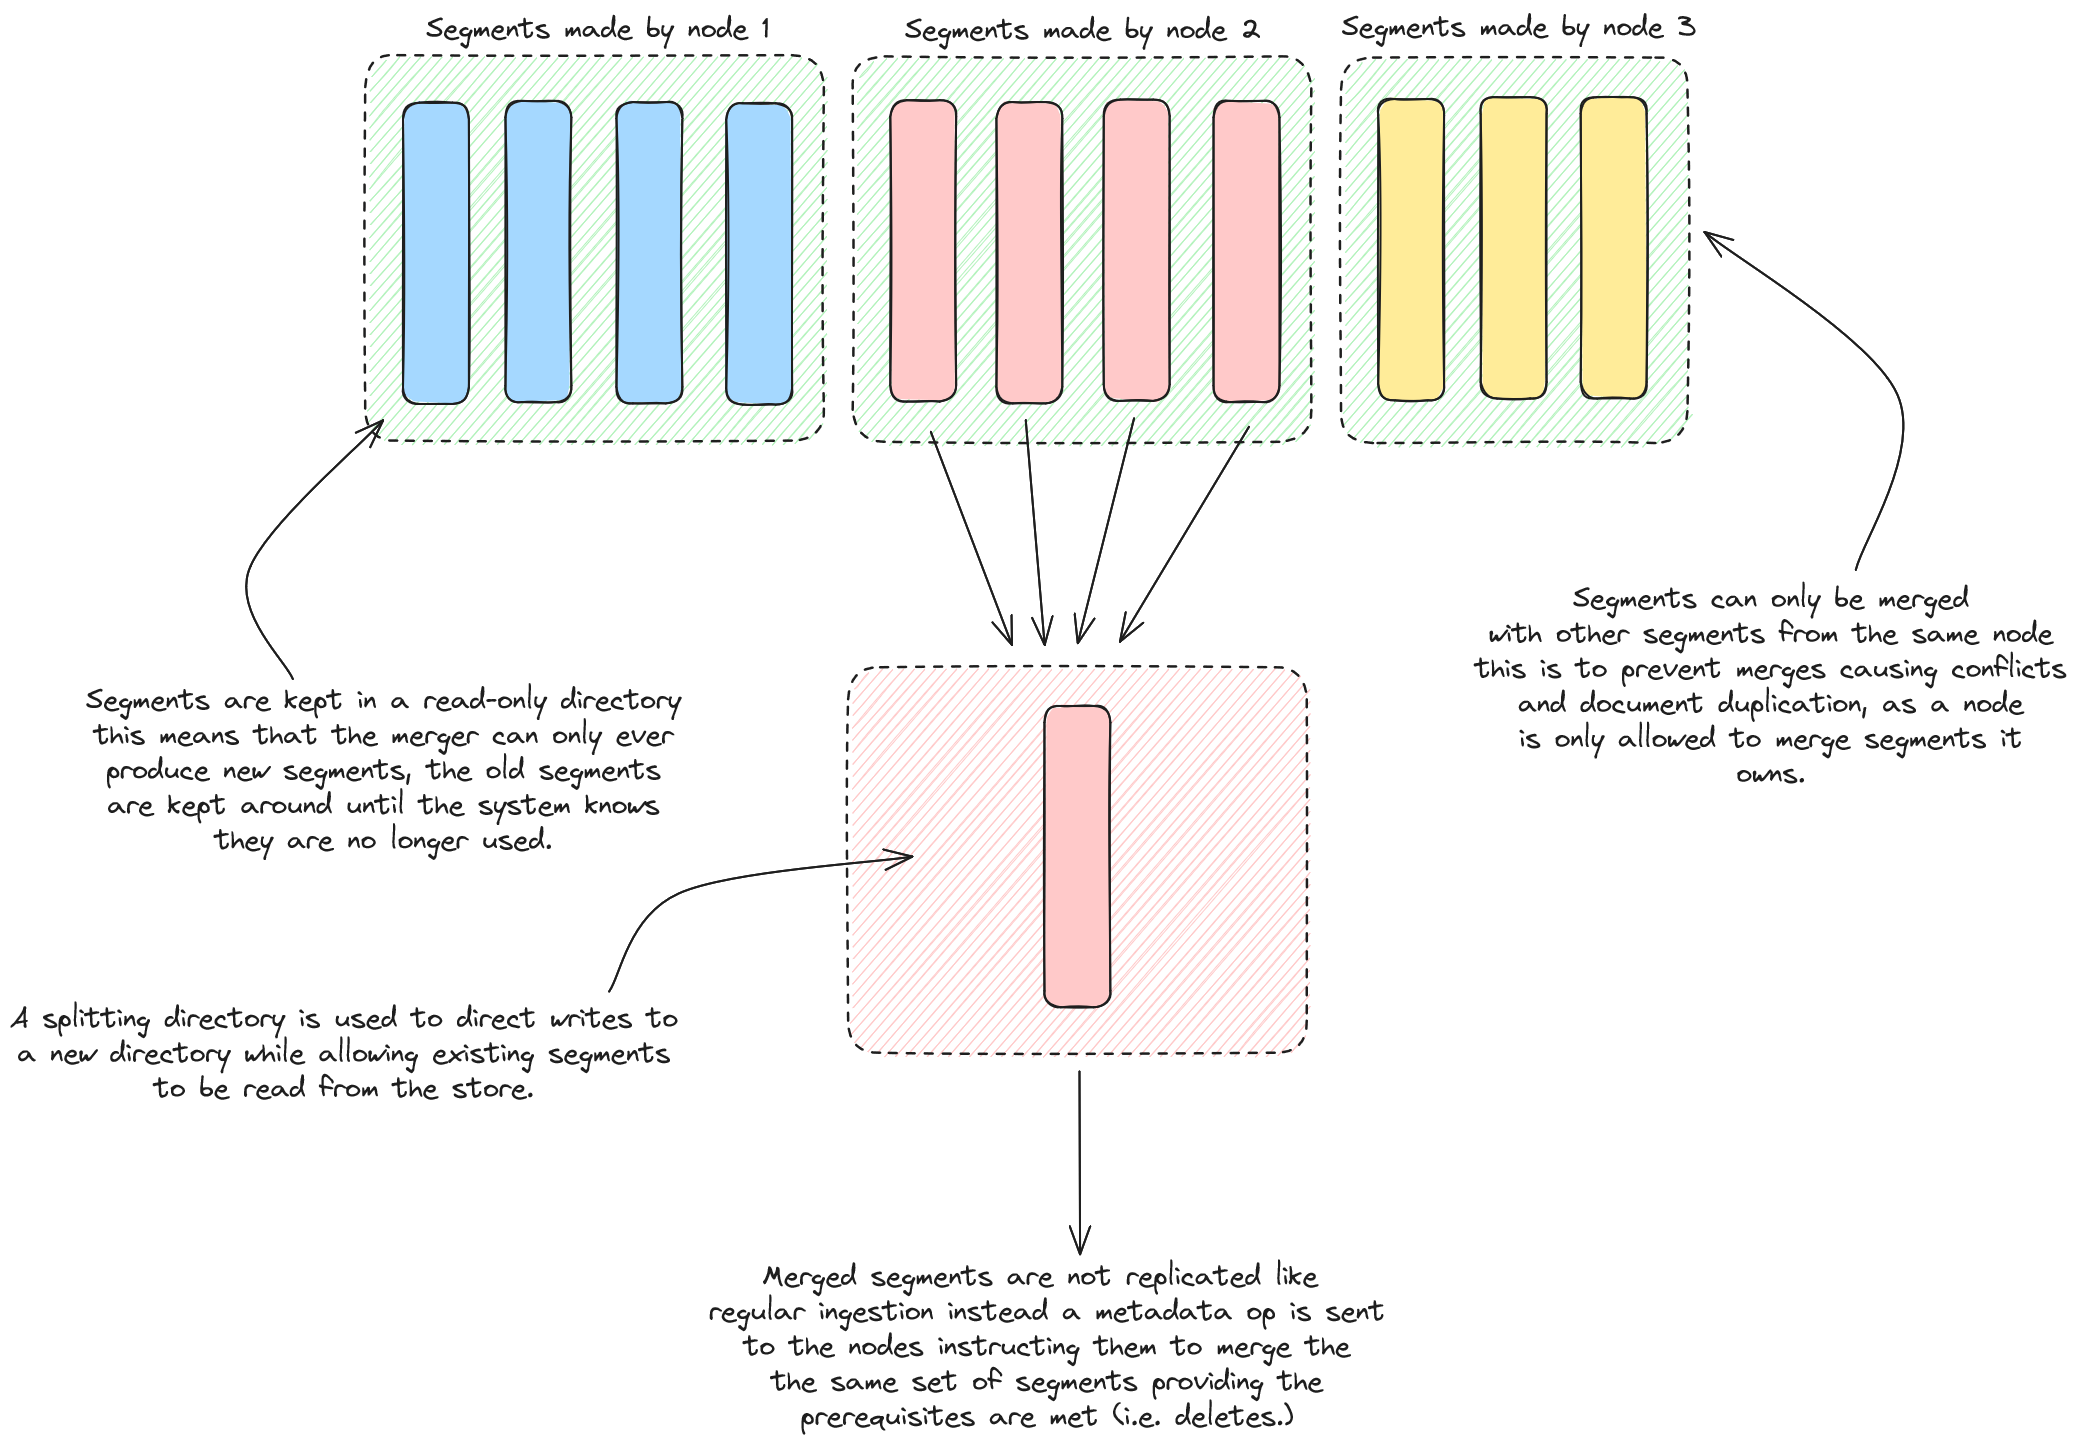 Segments made by node 1
Segments made by node 2
Segments made by node 3
Segments can only be merged
with other segments from the same node
this is to prevent merges causing conflicts
and document duplication, as a node
is only allowed to merge segments it
owns.
Segments are kept in a read-only directory
this means that the merger can only ever
produce new segments, the old segments
are kept around until the system knows
they are no longer used.
A splitting directory is used to direct writes to
a new directory while allowing existing segments
to be read from the store.
Merged segments are not replicated like
regular ingestion instead a metadata op is sent
to the nodes instructing them to merge the
the same set of segments providing the
prerequisites are met (i.e. deletes.)